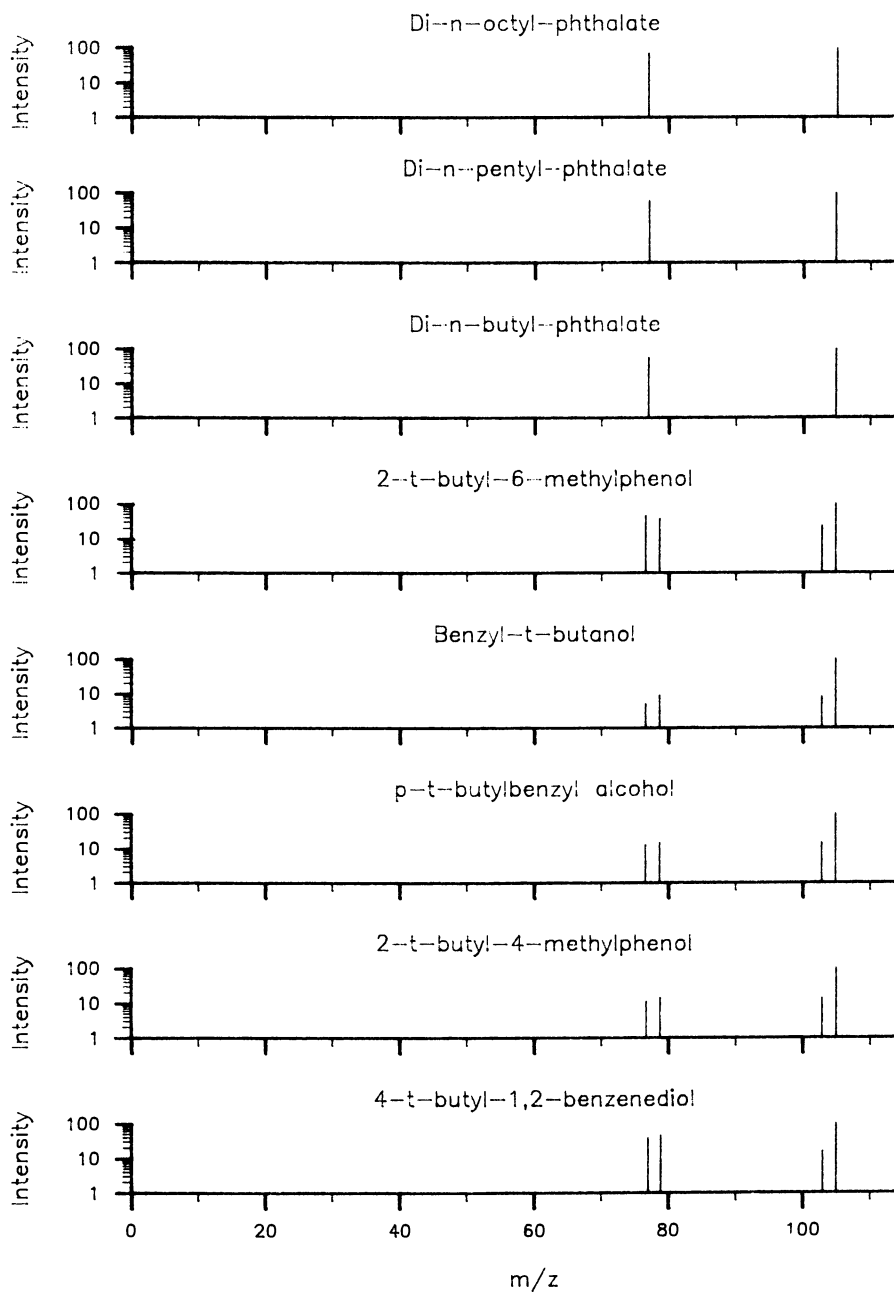 Di-n-octyl-phthalate
Intensity
100
10
1
Di-n-pentyl-phthalate
Intensity
100
10
1
Di-n-butyl-phthalate
Intensity
100
10
1
2-t-butyl-6-methylphenol
Intensity
100
10
1
Benzyl-t-butanol
Intensity
100
10
1
p-t-butylbenzyl alcohol
Intensity
100
10
1
2-t-butyl-4-methylphenol
Intensity
100
10
1
4-t-butyl-1,2-benzenediol
Intensity
100
10
1
0 20 40 60 80 100
m/z